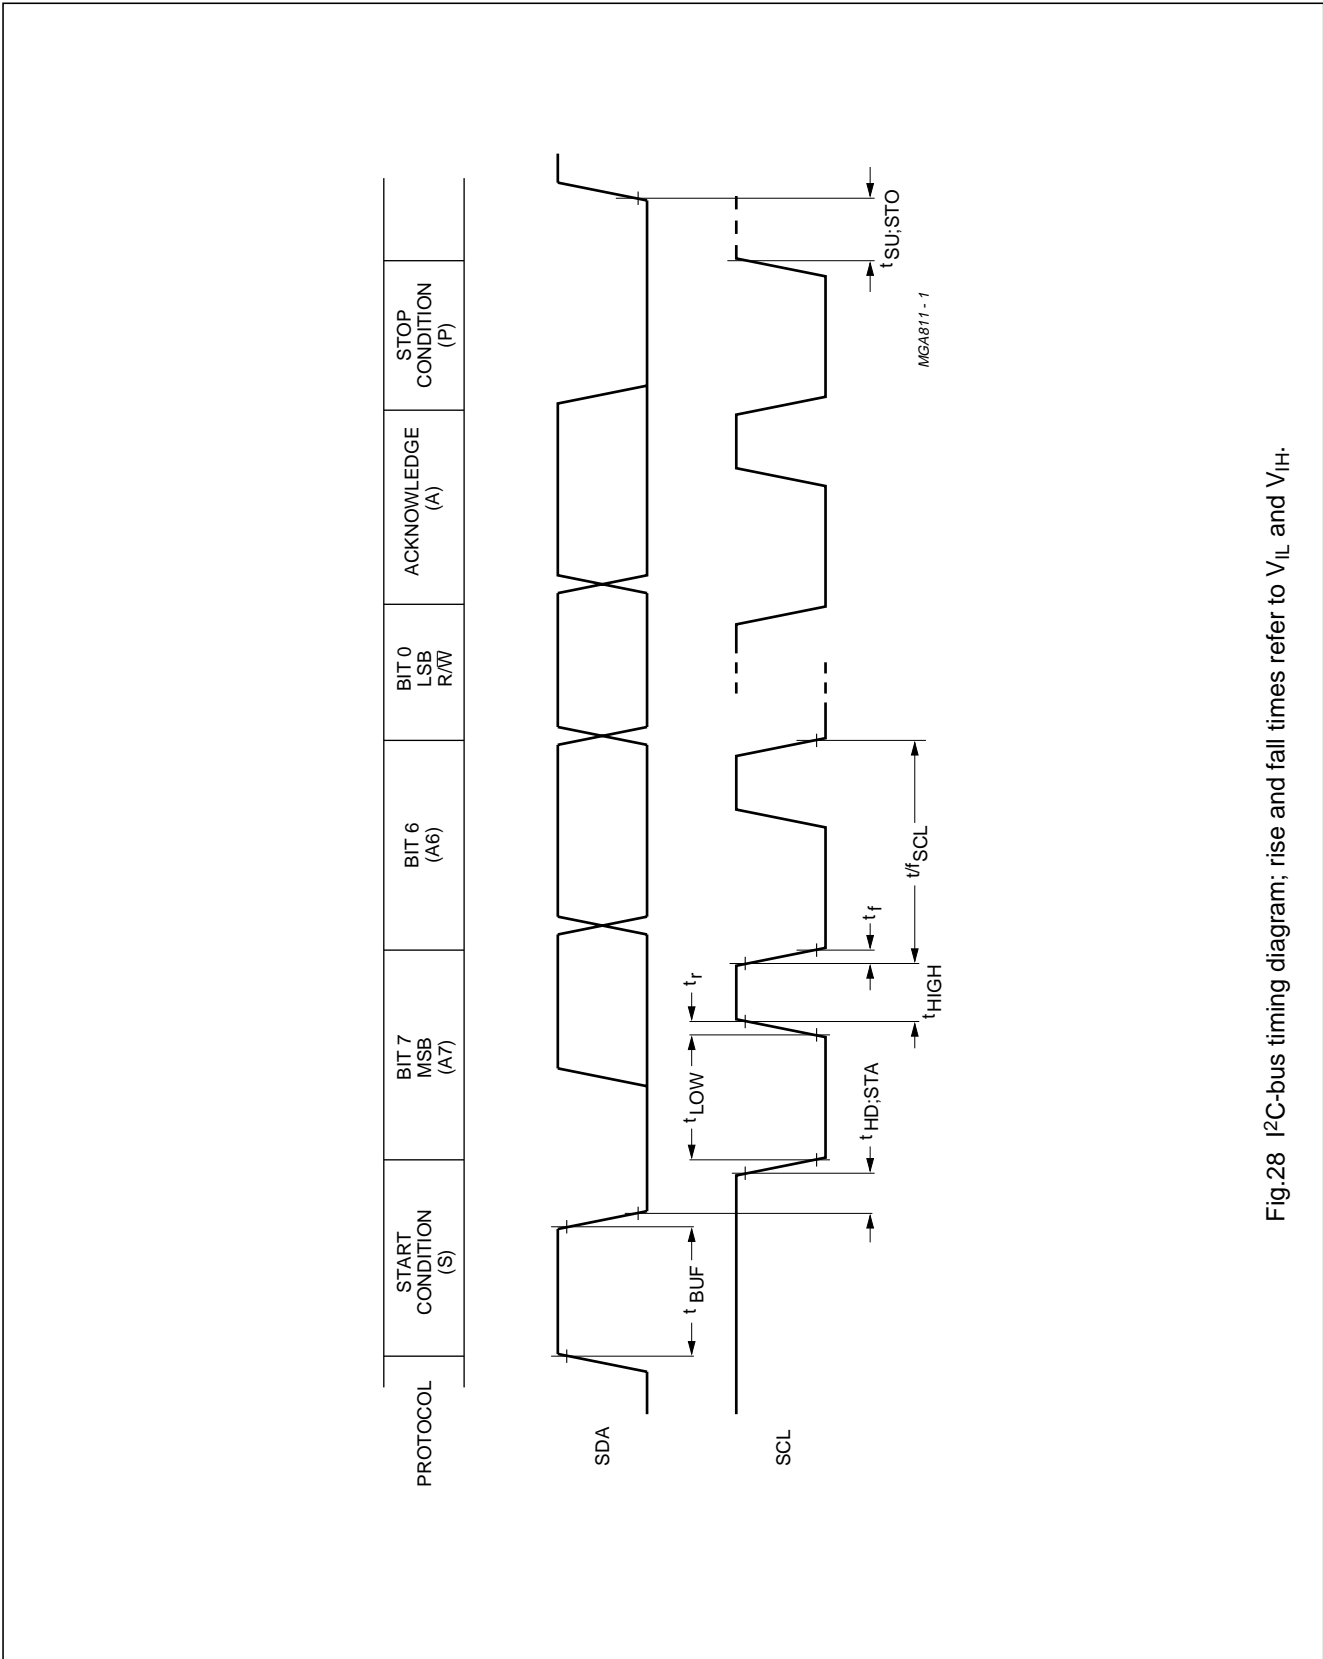 PROTOCOL
START
CONDITION
(S)
BIT 7
MSB
(A7)
BIT 6
(A6)
BIT 0
LSB
R/W̅
ACKNOWLEDGE
(A)
STOP
CONDITION
(P)
SDA
t BUF
t LOW
t r
SCL
t HD;STA
t f
t SU;STO
t HIGH
t/f SCL
MGA811 - 1
Fig.28 I²C-bus timing diagram; rise and fall times refer to VIL and VIH.